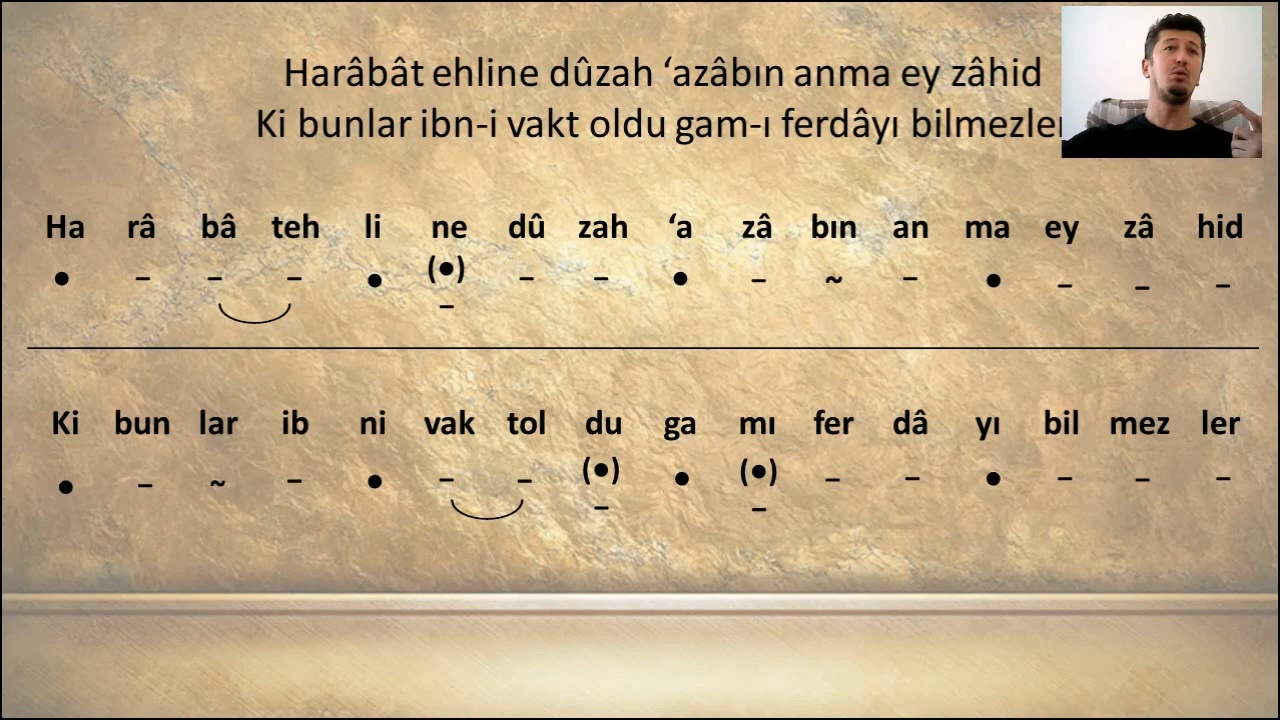 Harâbât ehline dûzah ‘azâbın anma ey zâhid
Ki bunlar ibn-i vakt oldu gam-ı ferdâyı bilmezler
Ha râ bâ teh li ne dû zah ‘a zâ bın an ma ey zâ hid
• – – – • (•) – – • – ~ – • – – –
–
Ki bun lar ib ni vak tol du ga mı fer dâ yı bil mez ler
• – ~ – • – – (•) • (•) – – • – – –
– –